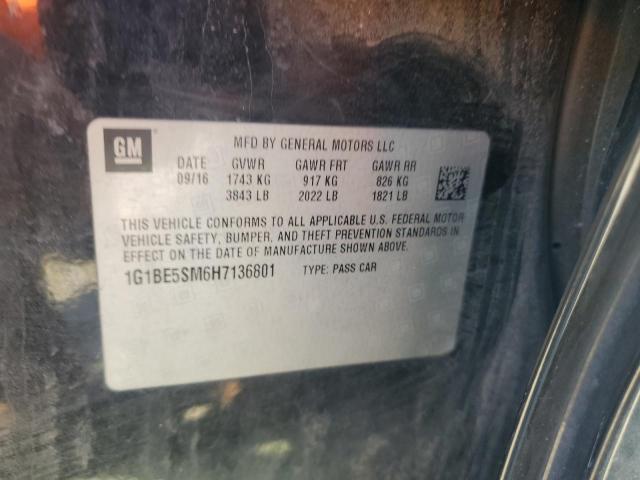 GM
MFD BY GENERAL MOTORS LLC
DATE GVWR GAWR FRT GAWR RR
09/16 1743 KG 917 KG 826 KG
3843 LB 2022 LB 1821 LB
THIS VEHICLE CONFORMS TO ALL APPLICABLE U.S. FEDERAL MOTOR
VEHICLE SAFETY, BUMPER, AND THEFT PREVENTION STANDARDS IN
EFFECT ON THE DATE OF MANUFACTURE SHOWN ABOVE.
1G1BE5SM6H7136801 TYPE: PASS CAR